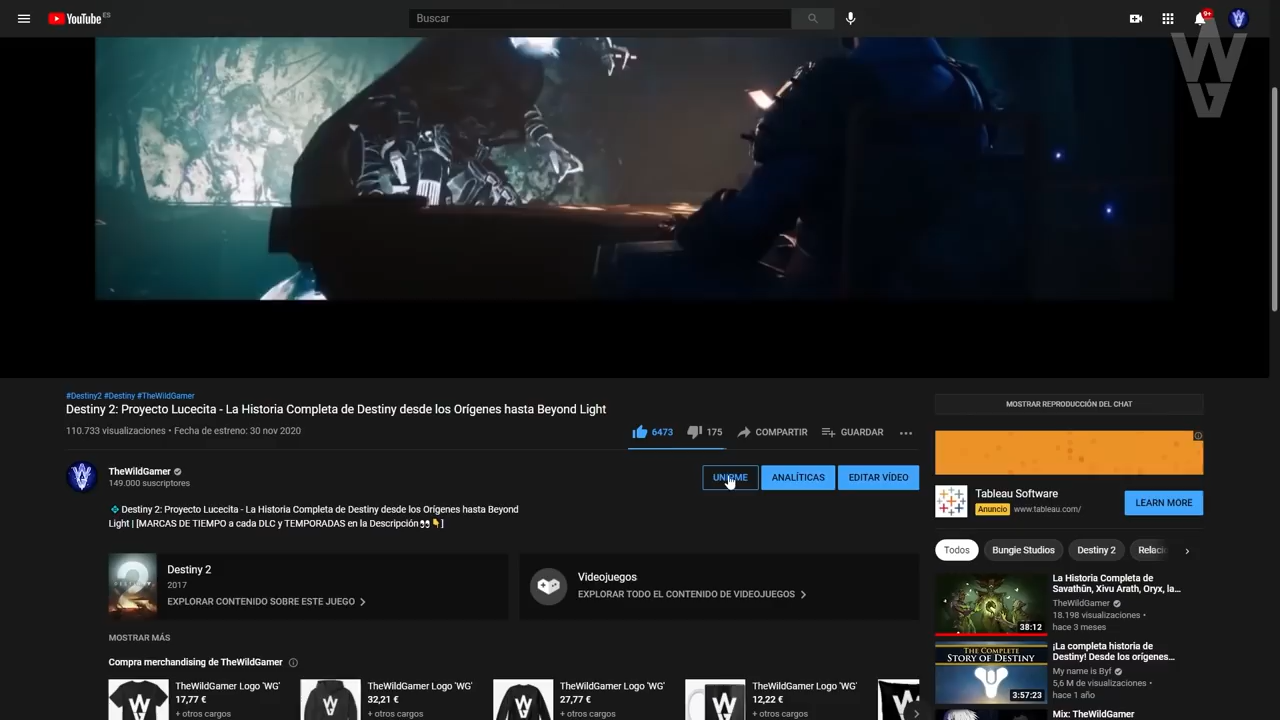 YouTube ES
Buscar
9+
WG
#Destiny2 #Destiny #TheWildGamer
Destiny 2: Proyecto Lucecita - La Historia Completa de Destiny desde los Orígenes hasta Beyond Light
110.733 visualizaciones • Fecha de estreno: 30 nov 2020
6473
175
COMPARTIR
GUARDAR
TheWildGamer
149.000 suscriptores
UNIRME
ANALÍTICAS
EDITAR VÍDEO
Destiny 2: Proyecto Lucecita - La Historia Completa de Destiny desde los Orígenes hasta Beyond
Light | [MARCAS DE TIEMPO a cada DLC y TEMPORADAS en la Descripción 👀👇]
Destiny 2
2017
EXPLORAR CONTENIDO SOBRE ESTE JUEGO
Videojuegos
EXPLORAR TODO EL CONTENIDO DE VIDEOJUEGOS
MOSTRAR MÁS
Compra merchandising de TheWildGamer
TheWildGamer Logo 'WG'
17,77 €
+ otros cargos
TheWildGamer Logo 'WG'
32,21 €
+ otros cargos
TheWildGamer Logo 'WG'
27,77 €
+ otros cargos
TheWildGamer Logo 'WG'
12,22 €
+ otros cargos
MOSTRAR REPRODUCCIÓN DEL CHAT
Tableau Software
Anuncio www.tableau.com/
LEARN MORE
Todos
Bungie Studios
Destiny 2
La Historia Completa de
Savathûn, Xivu Arath, Oryx, la...
TheWildGamer
18.198 visualizaciones •
hace 3 meses
38:12
THE COMPLETE
STORY OF DESTINY
3:57:23
¡La completa historia de
Destiny! Desde los orígenes...
My name is Byf
5,6 M de visualizaciones •
hace 1 año
Mix: TheWildGamer